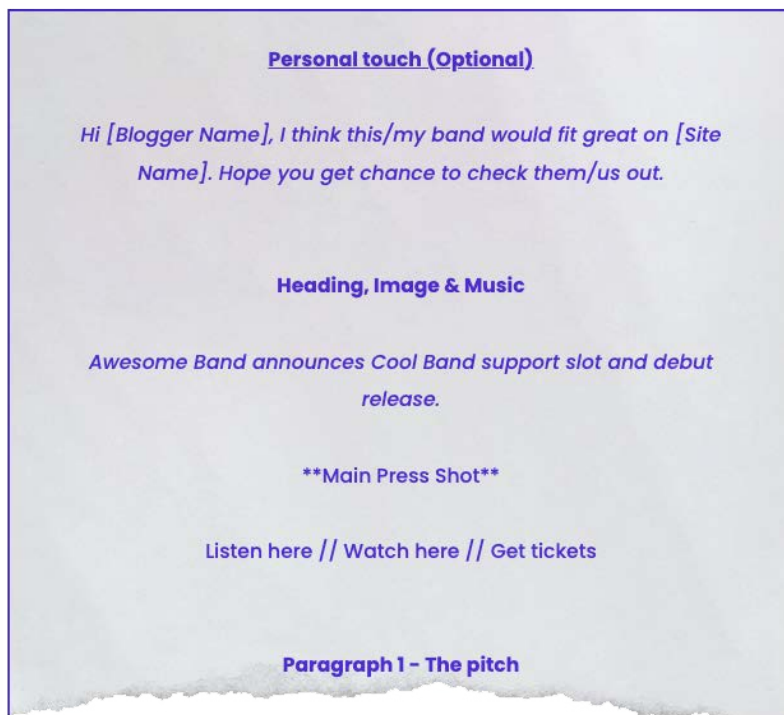 Personal touch (Optional)
Hi [Blogger Name], I think this/my band would fit great on [Site
Name]. Hope you get chance to check them/us out.
Heading, Image & Music
Awesome Band announces Cool Band support slot and debut
release.
**Main Press Shot**
Listen here // Watch here // Get tickets
Paragraph 1 - The pitch